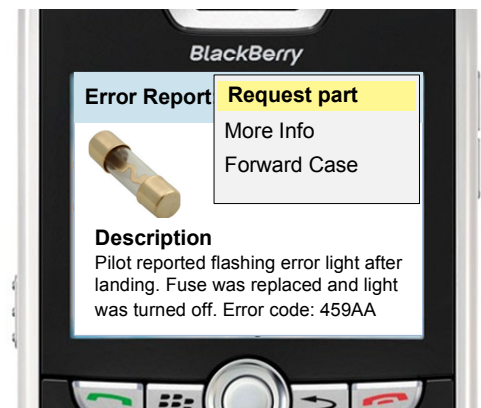 BlackBerry
Error Report
Request part
More Info
Forward Case
Description
Pilot reported flashing error light after
landing. Fuse was replaced and light
was turned off. Error code: 459AA